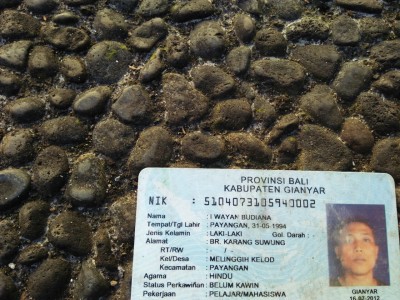 PROVINSI BALI
KABUPATEN GIANYAR
NIK : 5104073105940002
Nama : I WAYAK BUDIANA
Tempat/Tgl Lahir : PAYANGAN, 31-05-1994
Jenis Kelamin : LAKI-LAKI Gol. Darah : -
Alamat : BR. KARANG SUWUNG
RT/RW : /
Kel/Desa : MELINGGIH KELOD
Kecamatan : PAYANGAN
Agama : HINDU
Status Perkawinan : BELUM KAWIN
Pekerjaan : PELAJAR/MAHASISWA
GIANYAR
16-07-2012